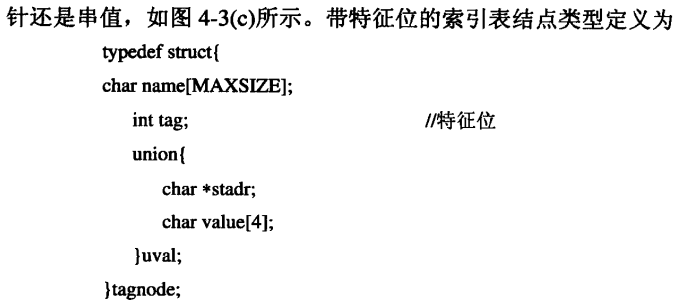 针还是串值，如图 4-3(c)所示。带特征位的索引表结点类型定义为
typedef struct{
char name[MAXSIZE];
int tag; //特征位
union{
char *stadr;
char value[4];
}uval;
}tagnode;